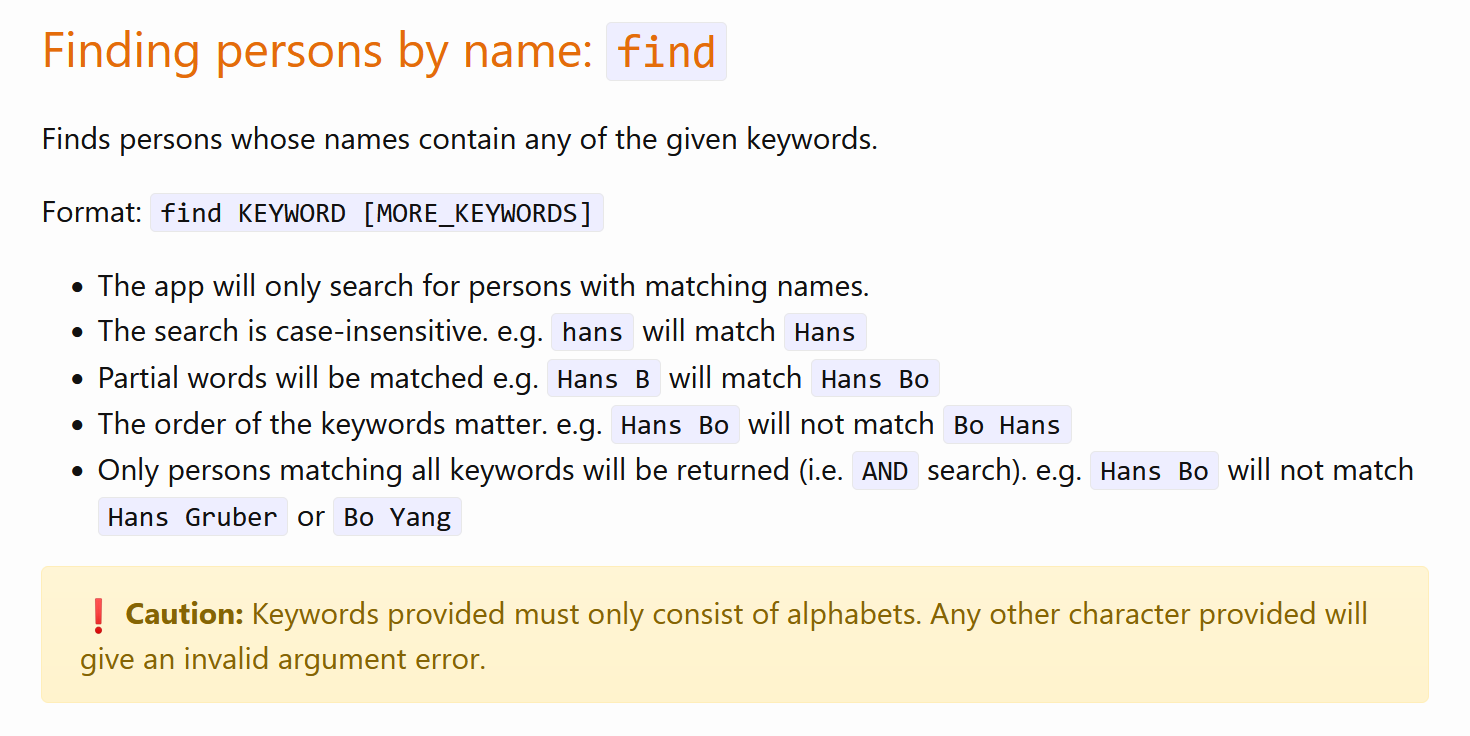 Finding persons by name: find
Finds persons whose names contain any of the given keywords.
Format: find KEYWORD [MORE_KEYWORDS]
• The app will only search for persons with matching names.
• The search is case-insensitive. e.g. hans will match Hans
• Partial words will be matched e.g. Hans B will match Hans Bo
• The order of the keywords matter. e.g. Hans Bo will not match Bo Hans
• Only persons matching all keywords will be returned (i.e. AND search). e.g. Hans Bo will not match
Hans Gruber or Bo Yang
❗ Caution: Keywords provided must only consist of alphabets. Any other character provided will
give an invalid argument error.